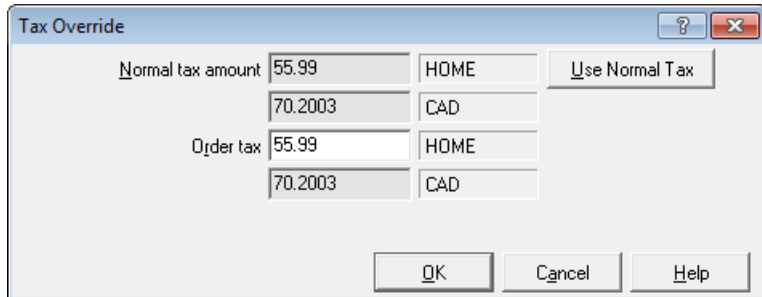 Tax Override
Normal tax amount 55.99 HOME Use Normal Tax
70.2003 CAD
Order tax 55.99 HOME
70.2003 CAD
OK Cancel Help